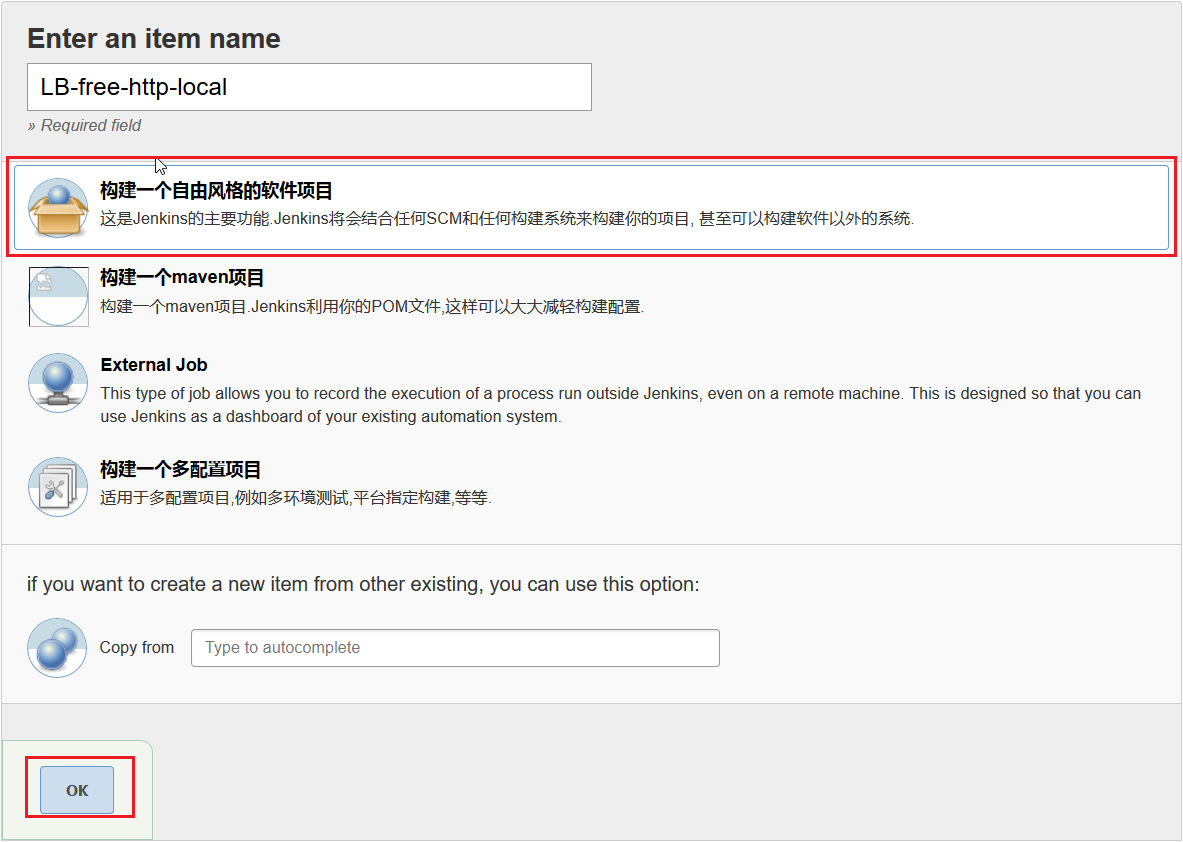 Enter an item name
LB-free-http-local
» Required field
构建一个自由风格的软件项目
这是Jenkins的主要功能.Jenkins将会结合任何SCM和任何构建系统来构建你的项目, 甚至可以构建软件以外的系统.
构建一个maven项目
构建一个maven项目.Jenkins利用你的POM文件,这样可以大大减轻构建配置.
External Job
This type of job allows you to record the execution of a process run outside Jenkins, even on a remote machine. This is designed so that you can
use Jenkins as a dashboard of your existing automation system.
构建一个多配置项目
适用于多配置项目,例如多环境测试,平台指定构建,等等.
if you want to create a new item from other existing, you can use this option:
Copy from
Type to autocomplete
OK